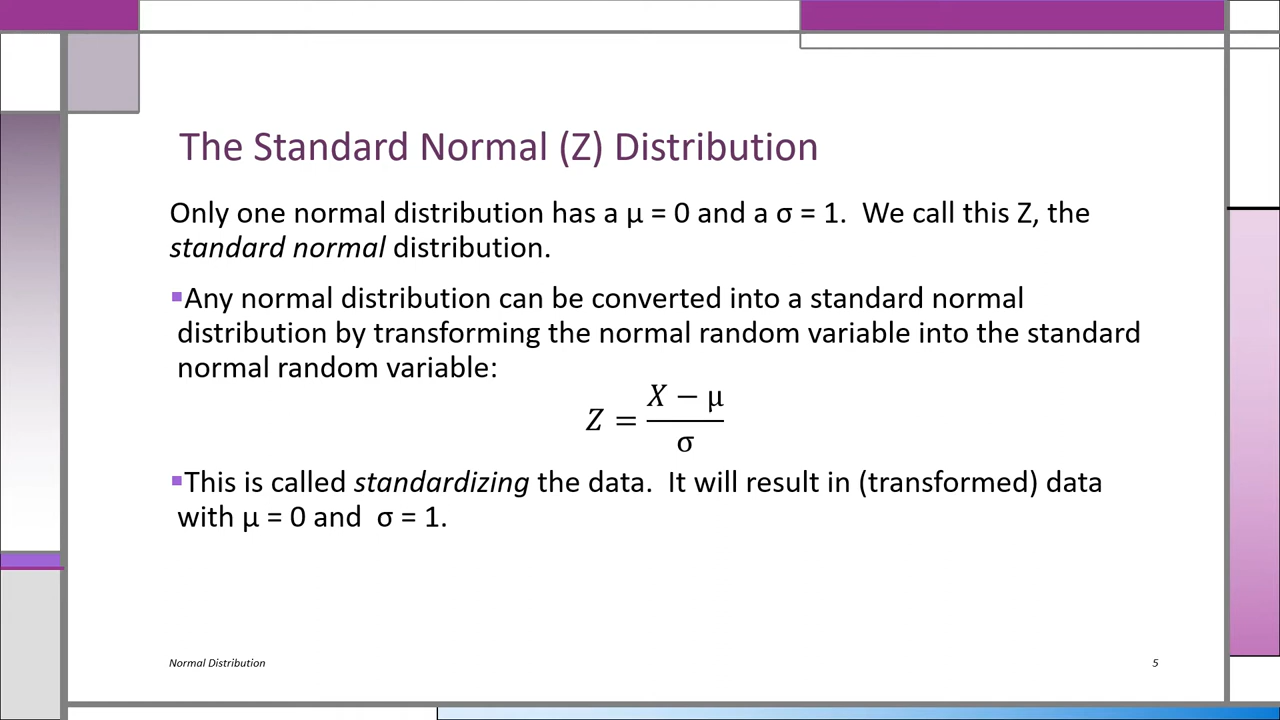 The Standard Normal (Z) Distribution
Only one normal distribution has a μ = 0 and a σ = 1.  We call this Z, the
standard normal distribution.
▪Any normal distribution can be converted into a standard normal
distribution by transforming the normal random variable into the standard
normal random variable:
Z = (X − μ)/σ
▪This is called standardizing the data.  It will result in (transformed) data
with μ = 0 and  σ = 1.
Normal Distribution
5